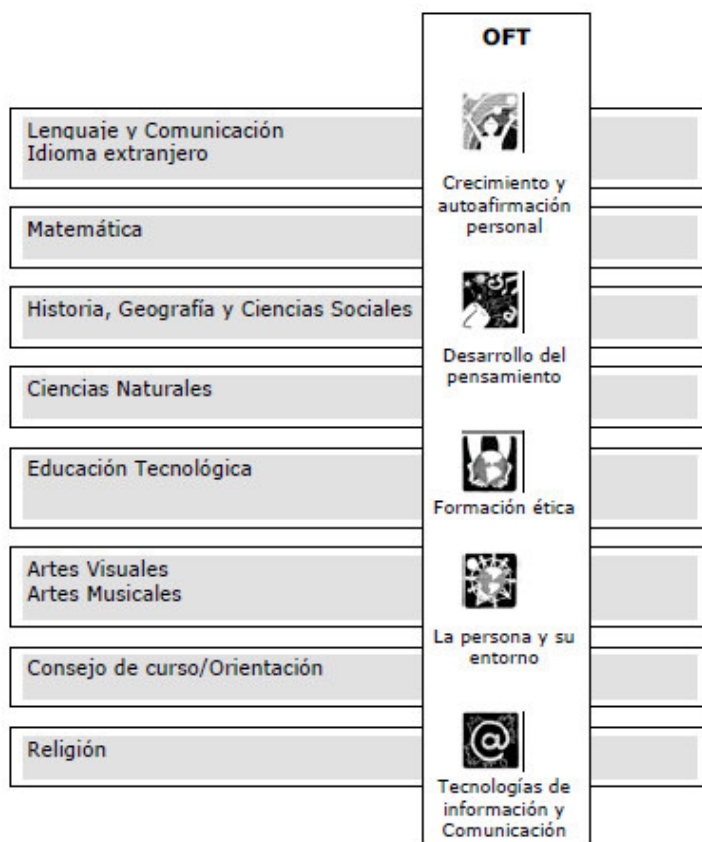 OFT
Lenguaje y Comunicación
Idioma extranjero
Matemática
Historia, Geografía y Ciencias Sociales
Ciencias Naturales
Educación Tecnológica
Artes Visuales
Artes Musicales
Consejo de curso/Orientación
Religión
Crecimiento y
autoafirmación
personal
Desarrollo del
pensamiento
Formación ética
La persona y su
entorno
@
Tecnologías de
información y
Comunicación